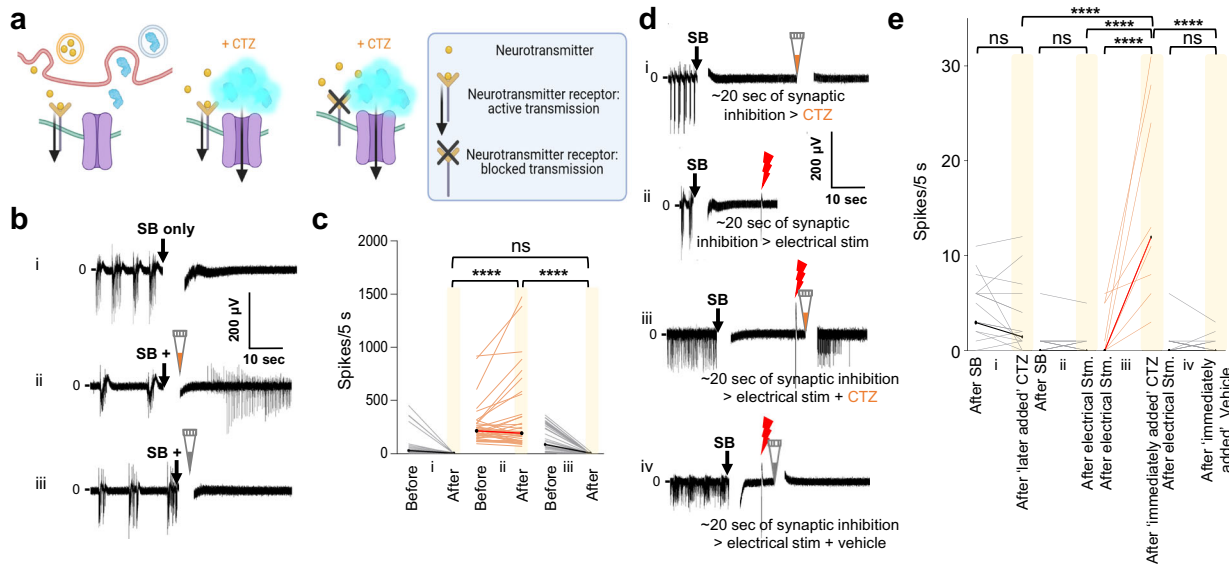 a
+ CTZ
+ CTZ
Neurotransmitter
Neurotransmitter receptor:
active transmission
Neurotransmitter receptor:
blocked transmission
b
SB only
i
0
200 µV
10 sec
SB +
ii
0
SB +
iii
0
c
ns
****
****
2000
1500
1000
500
0
Spikes/5 s
i
ii
iii
Before
After
Before
After
Before
After
d
SB
i
0
~20 sec of synaptic
inhibition > CTZ
200 µV
10 sec
SB
ii
0
~20 sec of synaptic
inhibition > electrical stim
SB
iii
0
~20 sec of synaptic inhibition
> electrical stim + CTZ
SB
iv
0
~20 sec of synaptic inhibition
> electrical stim + vehicle
e
****
****
****
ns
ns
****
ns
30
20
10
0
Spikes/5 s
i
ii
iii
iv
After SB
After 'later added' CTZ
After SB
After electrical Stm.
After electrical Stm.
After 'immediately added' CTZ
After electrical Stm.
After 'immediately
added' Vehicle